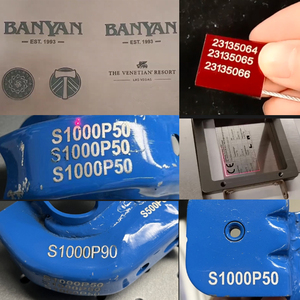 BANYAN
EST. 1983
BANYAN
EST. 1983
THE VENETIAN RESORT
LAS VEGAS
23135064
23135065
23135066
S1000P50
S1000P50
S1000P50
S1000P90
S1000P50